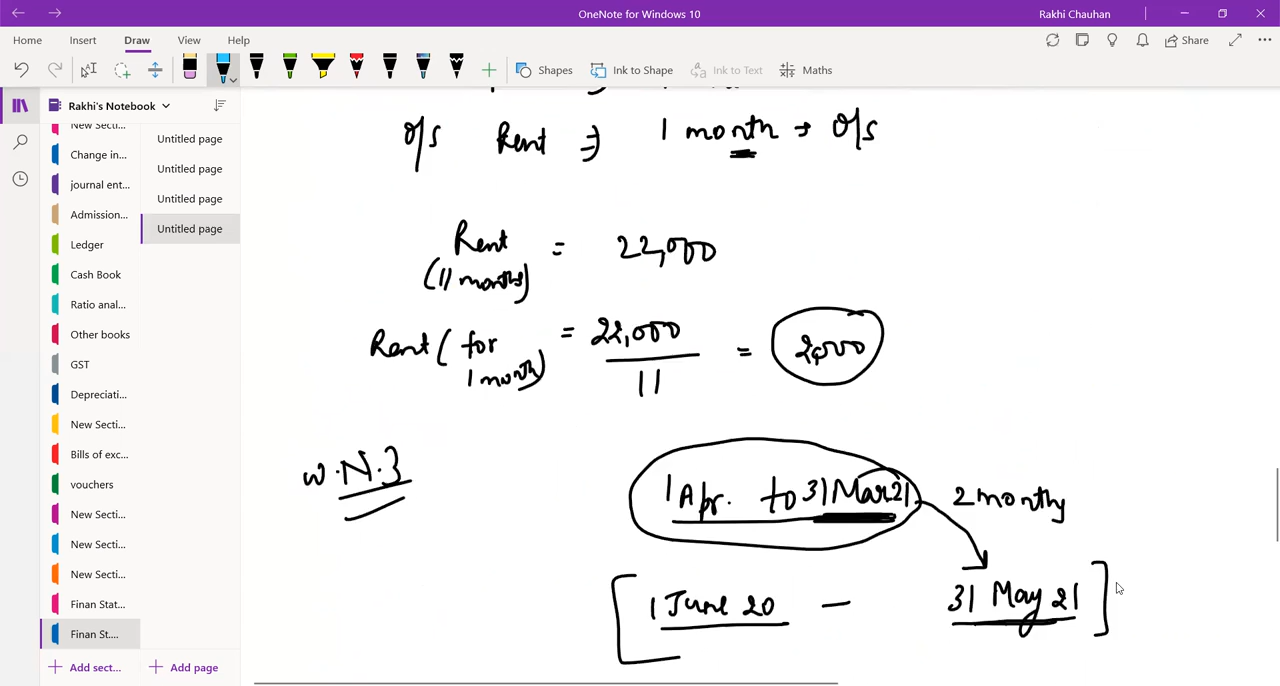 OneNote for Windows 10
Rakhi Chauhan
Home Insert Draw View Help
Share
Shapes Ink to Shape Ink to Text Maths
Rakhi's Notebook
New Secti...
Change in...
journal ent...
Admission...
Ledger
Cash Book
Ratio anal...
Other books
GST
Depreciati...
New Secti...
Bills of exc...
vouchers
New Secti...
New Secti...
New Secti...
Finan Stat...
Finan St....
Add sect...
Untitled page
Untitled page
Untitled page
Untitled page
Add page
o/s Rent ⇒ 1 month → o/s
Rent = 22,000
(11 months)
Rent ( for 1 month) = 22,000 / 11 = 2,000
W.N.3
1 Apr. to 31 Mar 21 2 month
[ 1 June 20 — 31 May 21 ]